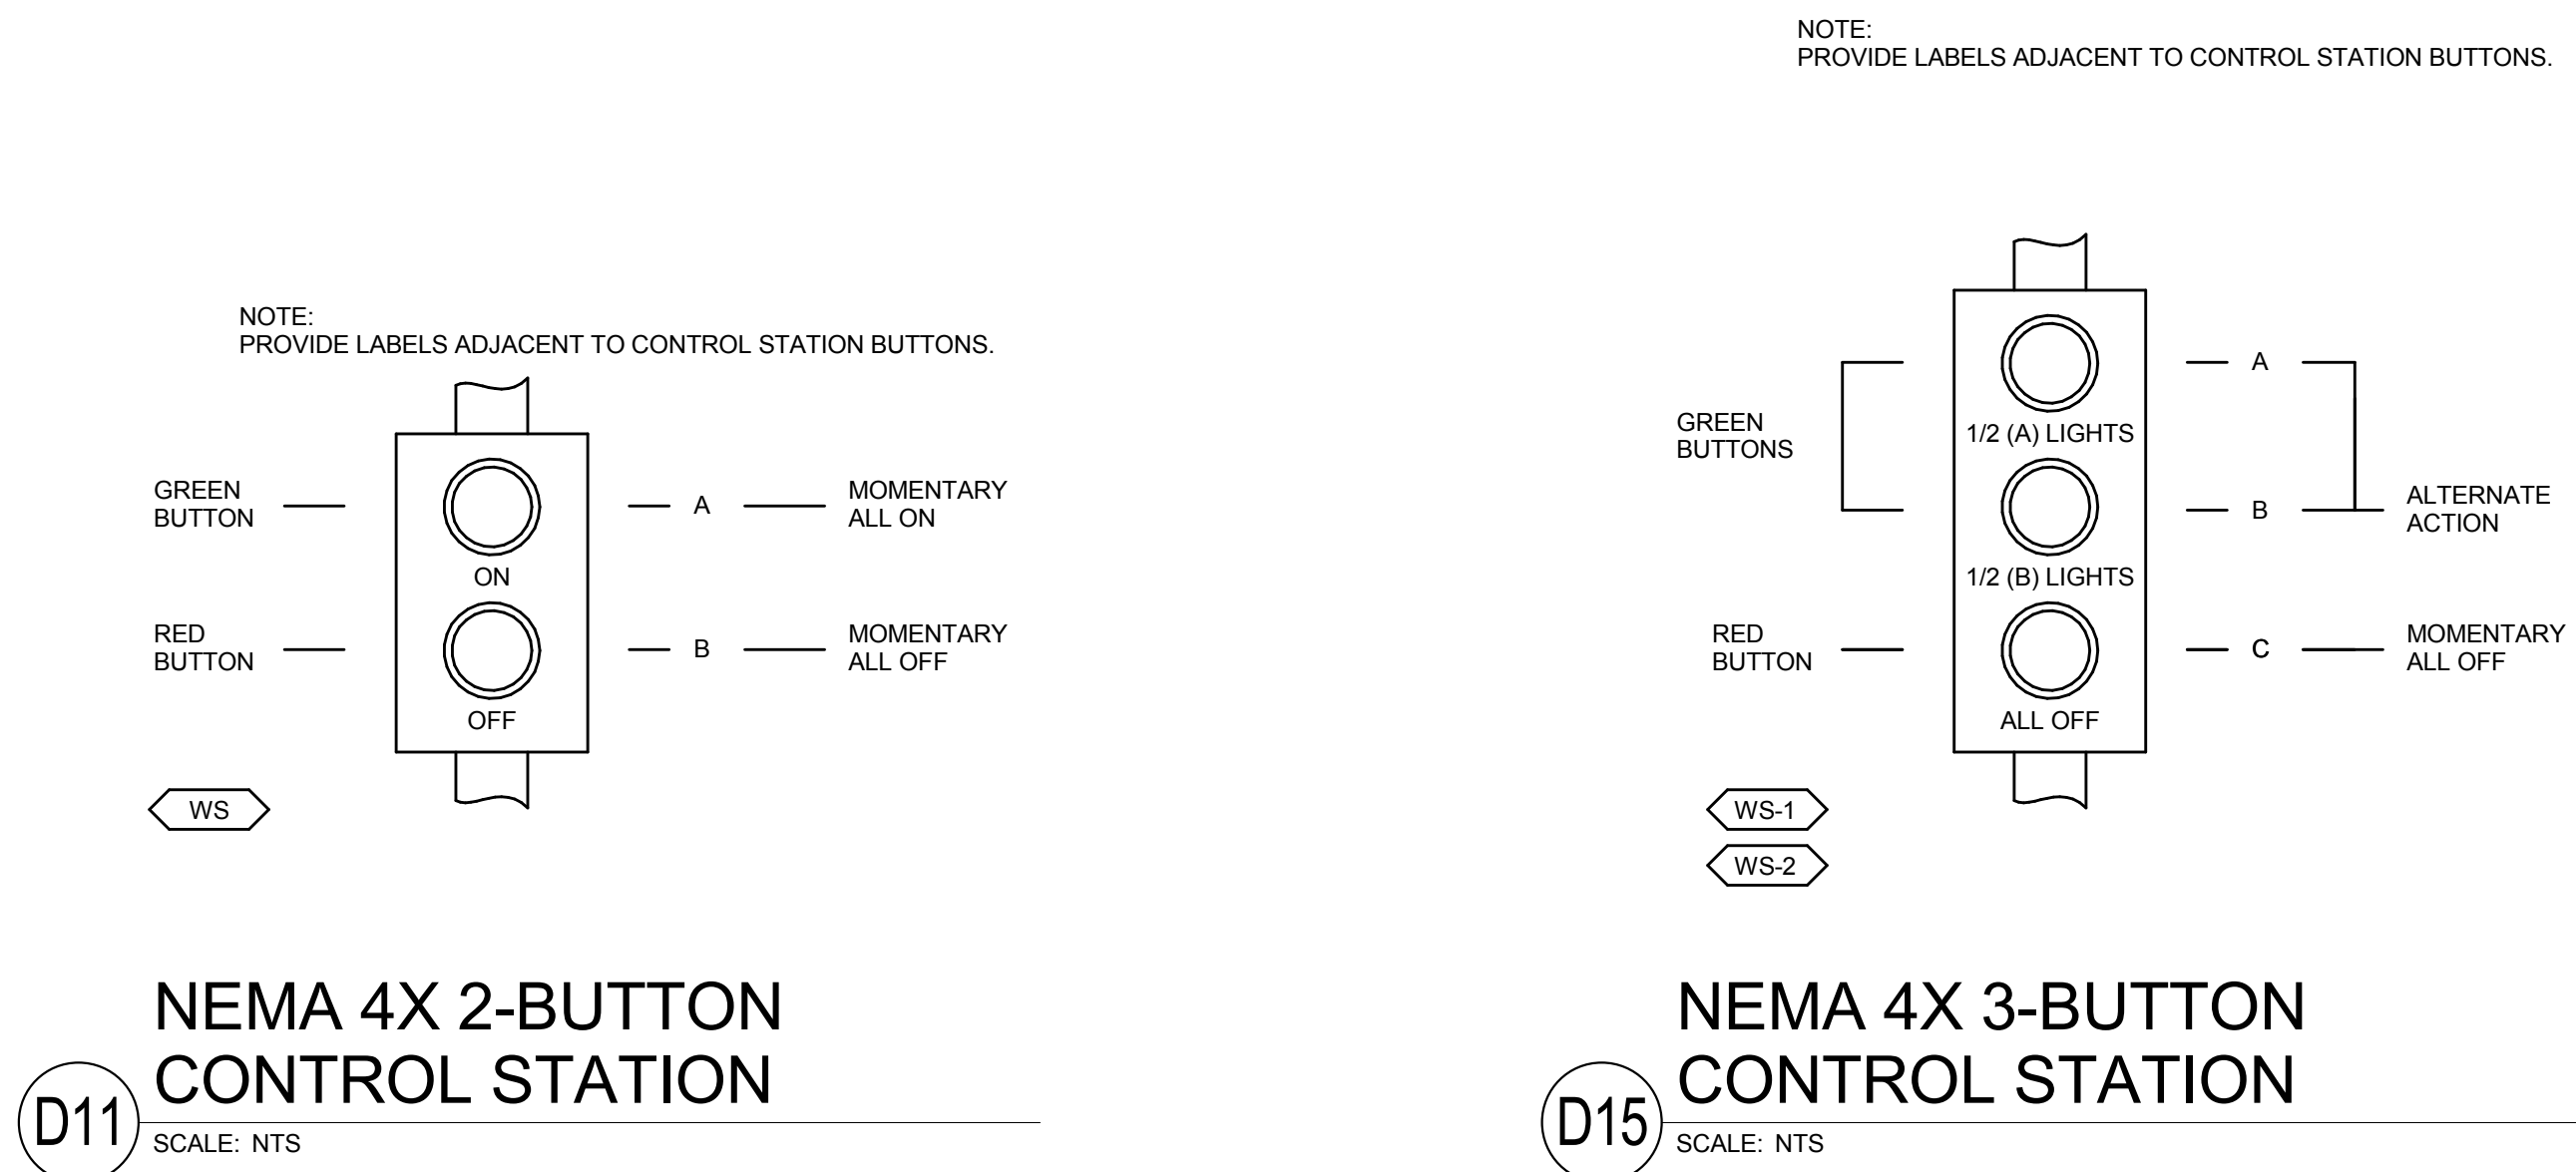 NOTE:
PROVIDE LABELS ADJACENT TO CONTROL STATION BUTTONS.
GREEN
BUTTON
A
MOMENTARY
ALL ON
ON
RED
BUTTON
B
MOMENTARY
ALL OFF
OFF
WS
NEMA 4X 2-BUTTON
CONTROL STATION
D11
SCALE: NTS
NOTE:
PROVIDE LABELS ADJACENT TO CONTROL STATION BUTTONS.
GREEN
BUTTONS
A
1/2 (A) LIGHTS
B
ALTERNATE
ACTION
1/2 (B) LIGHTS
RED
BUTTON
C
MOMENTARY
ALL OFF
ALL OFF
WS-1
WS-2
NEMA 4X 3-BUTTON
CONTROL STATION
D15
SCALE: NTS